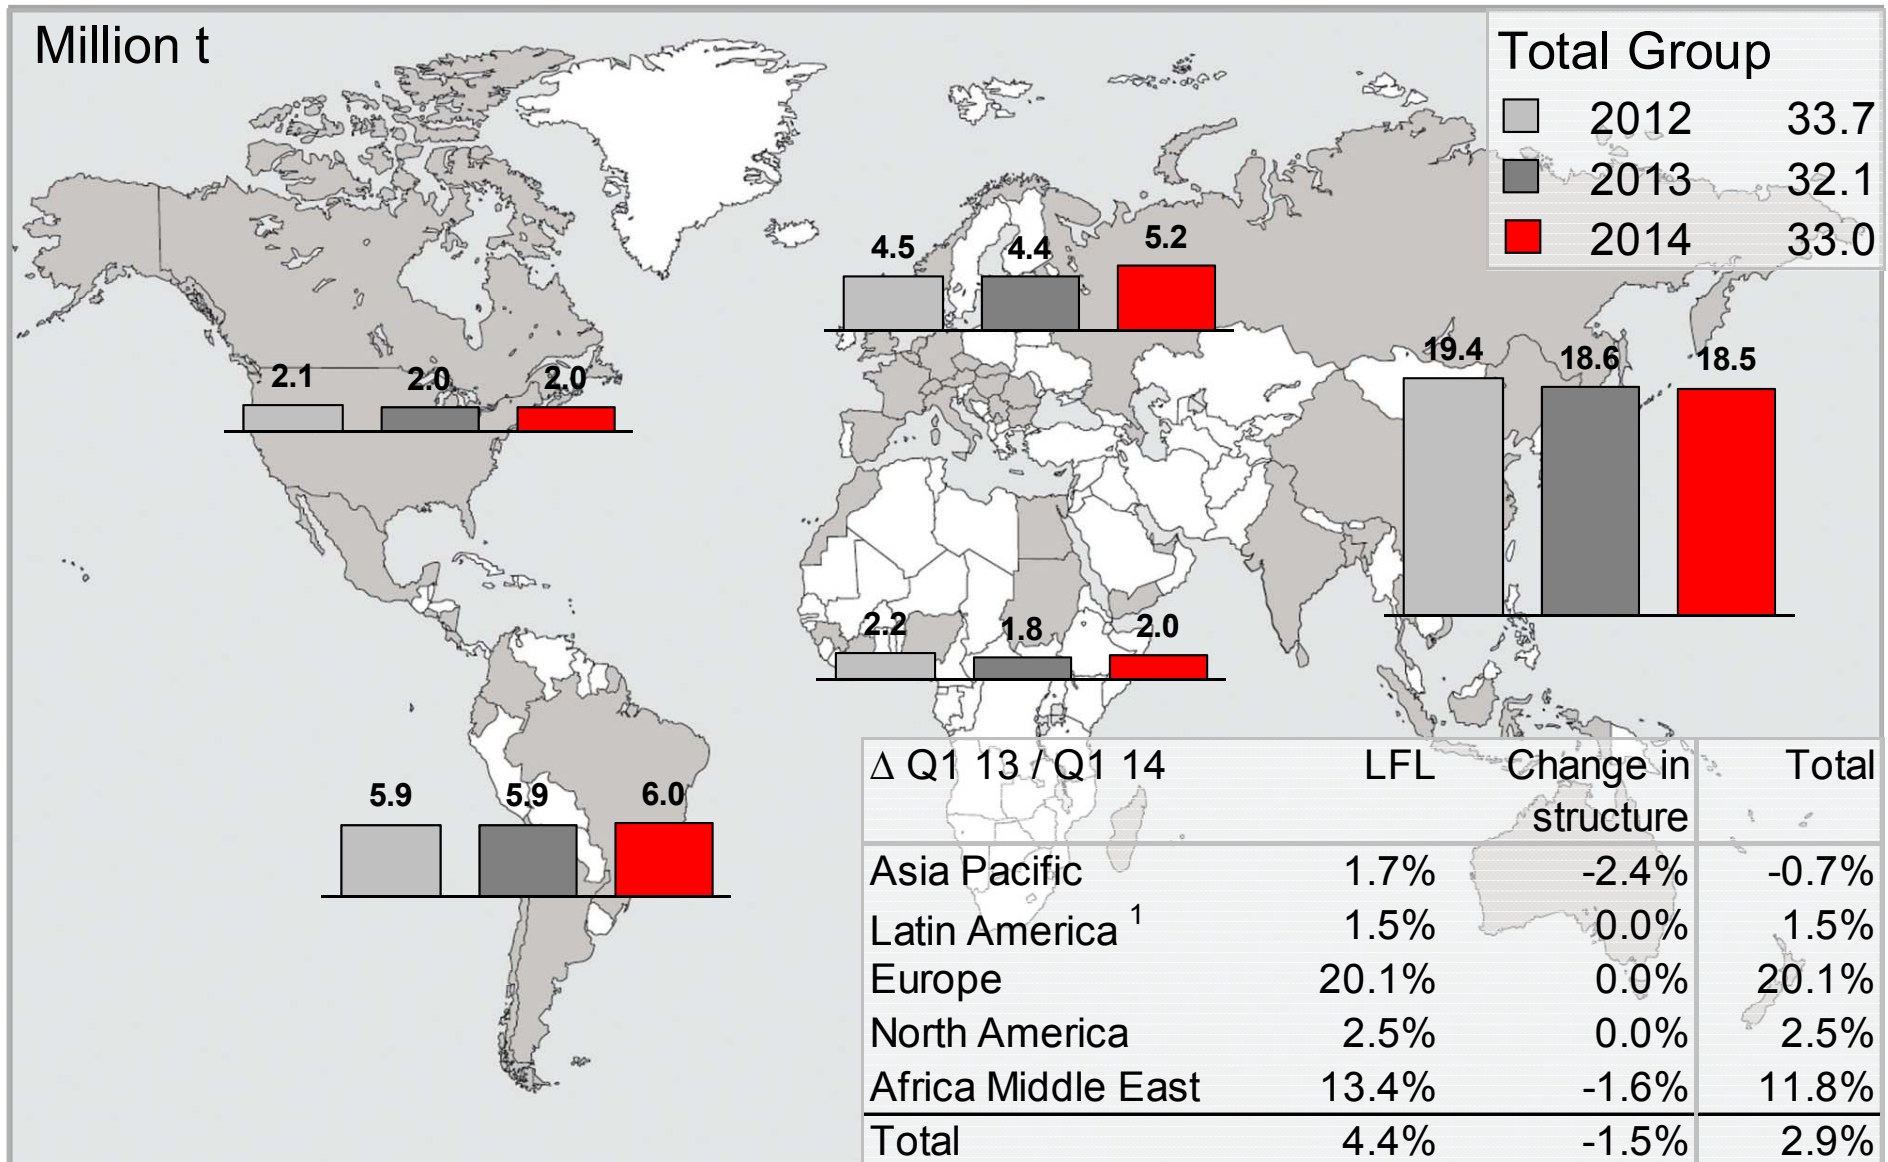 Million t
Total Group
2012 33.7
2013 32.1
2014 33.0
4.5 4.4 5.2
2.1 2.0 2.0
19.4 18.6 18.5
2.2 1.8 2.0
5.9 5.9 6.0
Δ Q1 13 / Q1 14 LFL Change in Total
structure
Asia Pacific 1.7% -2.4% -0.7%
Latin America 1 1.5% 0.0% 1.5%
Europe 20.1% 0.0% 20.1%
North America 2.5% 0.0% 2.5%
Africa Middle East 13.4% -1.6% 11.8%
Total 4.4% -1.5% 2.9%